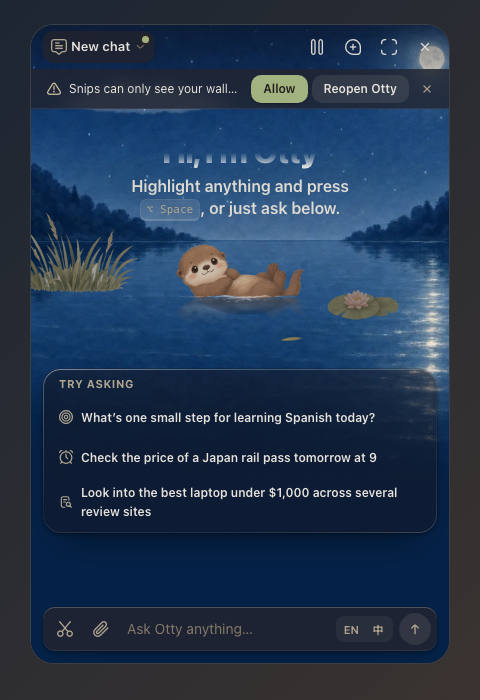 New chat
Snips can only see your wall...
Allow
Reopen Otty
Hi, I'm Otty
Highlight anything and press
⌥ Space, or just ask below.
TRY ASKING
What's one small step for learning Spanish today?
Check the price of a Japan rail pass tomorrow at 9
Look into the best laptop under $1,000 across several
review sites
Ask Otty anything...
EN 中